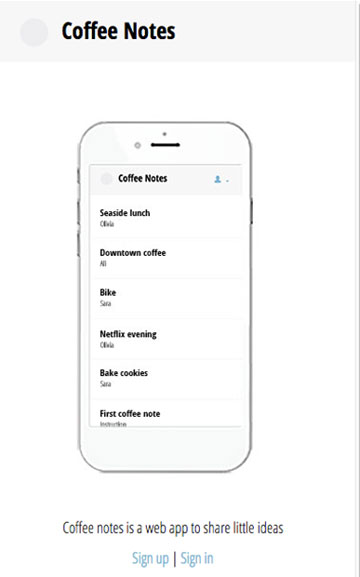 Coffee Notes
Coffee Notes
Seaside lunch
Olivia
Downtown coffee
All
Bike
Sara
Netflix evening
Olivia
Bake cookies
Sara
First coffee note
Instruction
Coffee notes is a web app to share little ideas
Sign up | Sign in